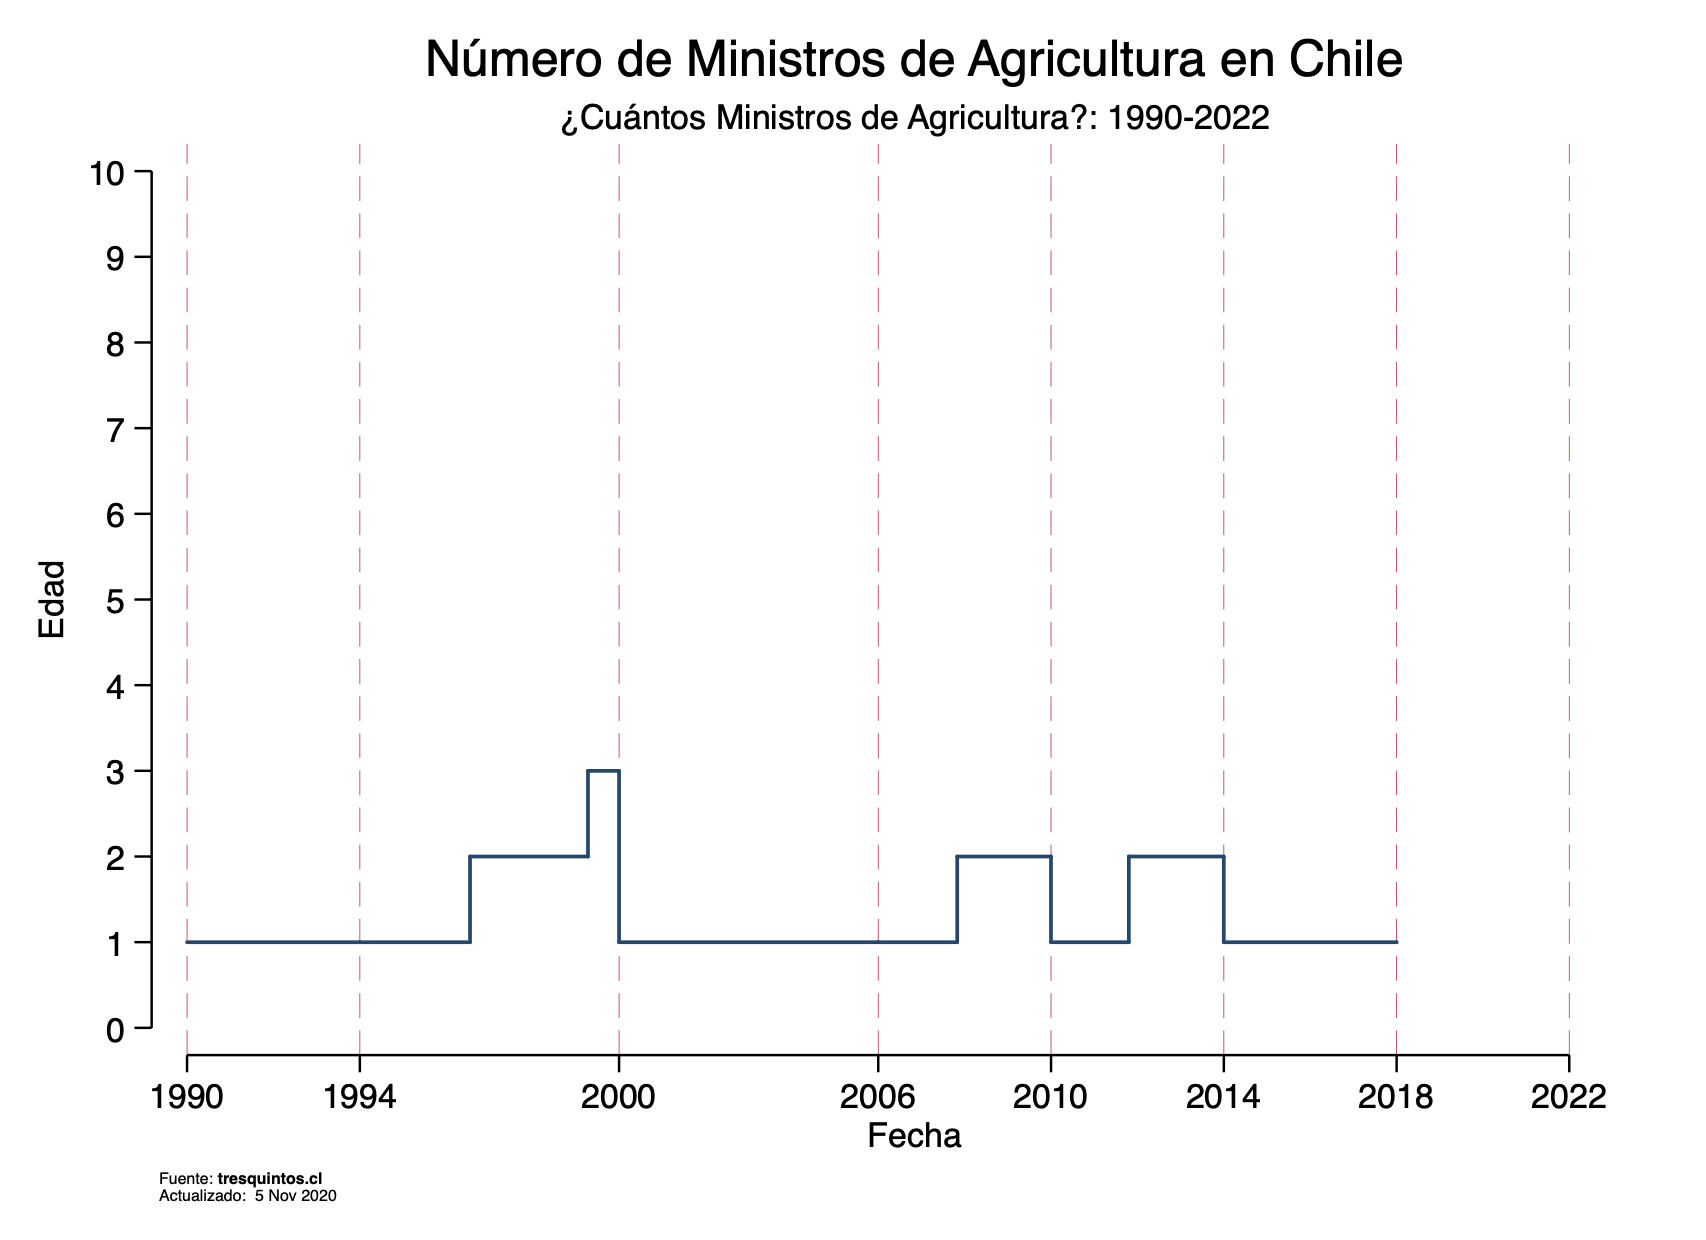 Número de Ministros de Agricultura en Chile
¿Cuántos Ministros de Agricultura?: 1990-2022
10
9
8
7
6
5
4
3
2
1
0
Edad
1990 1994 2000 2006 2010 2014 2018 2022
Fecha
Fuente: tresquintos.cl
Actualizado: 5 Nov 2020